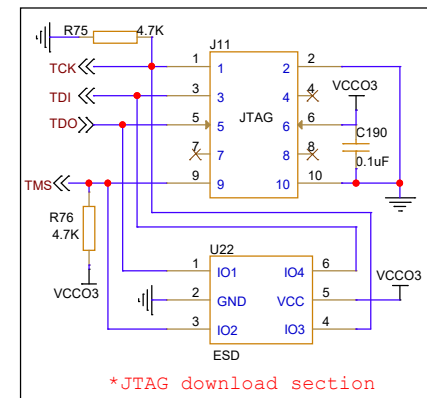 R75 4.7K
J11
TCK 1 1 2 2
VCCO3
TDI 3 3 4 4
JTAG
TDO 5 5 6 6
C190
7 7 8 8
0.1uF
TMS 9 9 10 10
R76
4.7K
U22
VCCO3
1 IO1 IO4 6
VCCO3
2 GND VCC 5
3 IO2 IO3 4
ESD
*JTAG download section